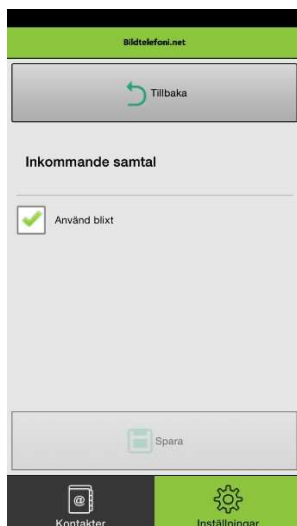 Bildtelefoni.net
Tillbaka
Inkommande samtal
Använd blixt
Spara
Kontakter
Inställningar